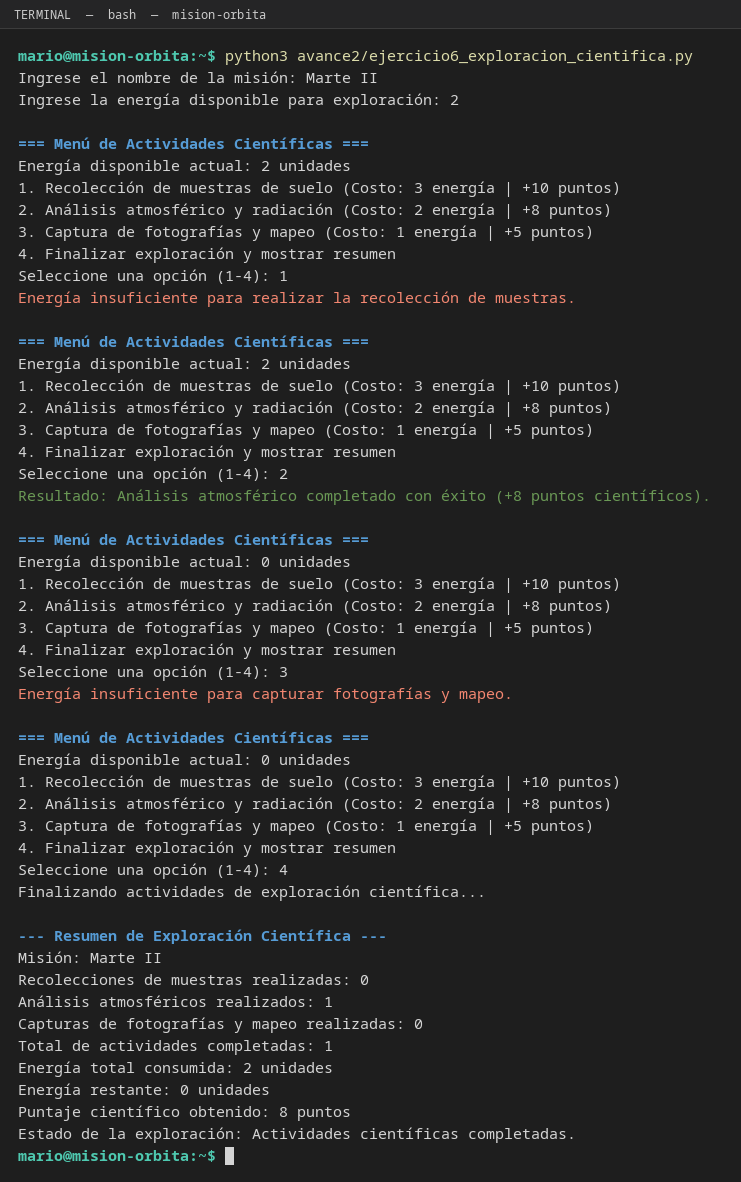 TERMINAL — bash — mision-orbita
mario@mision-orbita:~$ python3 avance2/ejercicio6_exploracion_cientifica.py
Ingrese el nombre de la misión: Marte II
Ingrese la energía disponible para exploración: 2
=== Menú de Actividades Científicas ===
Energía disponible actual: 2 unidades
1. Recolección de muestras de suelo (Costo: 3 energía | +10 puntos)
2. Análisis atmosférico y radiación (Costo: 2 energía | +8 puntos)
3. Captura de fotografías y mapeo (Costo: 1 energía | +5 puntos)
4. Finalizar exploración y mostrar resumen
Seleccione una opción (1-4): 1
Energía insuficiente para realizar la recolección de muestras.
=== Menú de Actividades Científicas ===
Energía disponible actual: 2 unidades
1. Recolección de muestras de suelo (Costo: 3 energía | +10 puntos)
2. Análisis atmosférico y radiación (Costo: 2 energía | +8 puntos)
3. Captura de fotografías y mapeo (Costo: 1 energía | +5 puntos)
4. Finalizar exploración y mostrar resumen
Seleccione una opción (1-4): 2
Resultado: Análisis atmosférico completado con éxito (+8 puntos científicos).
=== Menú de Actividades Científicas ===
Energía disponible actual: 0 unidades
1. Recolección de muestras de suelo (Costo: 3 energía | +10 puntos)
2. Análisis atmosférico y radiación (Costo: 2 energía | +8 puntos)
3. Captura de fotografías y mapeo (Costo: 1 energía | +5 puntos)
4. Finalizar exploración y mostrar resumen
Seleccione una opción (1-4): 3
Energía insuficiente para capturar fotografías y mapeo.
=== Menú de Actividades Científicas ===
Energía disponible actual: 0 unidades
1. Recolección de muestras de suelo (Costo: 3 energía | +10 puntos)
2. Análisis atmosférico y radiación (Costo: 2 energía | +8 puntos)
3. Captura de fotografías y mapeo (Costo: 1 energía | +5 puntos)
4. Finalizar exploración y mostrar resumen
Seleccione una opción (1-4): 4
Finalizando actividades de exploración científica...
--- Resumen de Exploración Científica ---
Misión: Marte II
Recolecciones de muestras realizadas: 0
Análisis atmosféricos realizados: 1
Capturas de fotografías y mapeo realizadas: 0
Total de actividades completadas: 1
Energía total consumida: 2 unidades
Energía restante: 0 unidades
Puntaje científico obtenido: 8 puntos
Estado de la exploración: Actividades científicas completadas.
mario@mision-orbita:~$